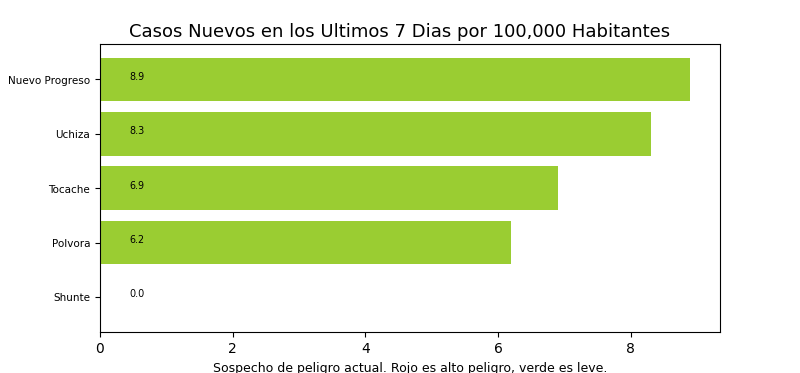 Casos Nuevos en los Ultimos 7 Dias por 100,000 Habitantes
Nuevo Progreso 8.9
Uchiza 8.3
Tocache 6.9
Polvora 6.2
Shunte 0.0
0 2 4 6 8
Sospecho de peligro actual. Rojo es alto peligro, verde es leve.